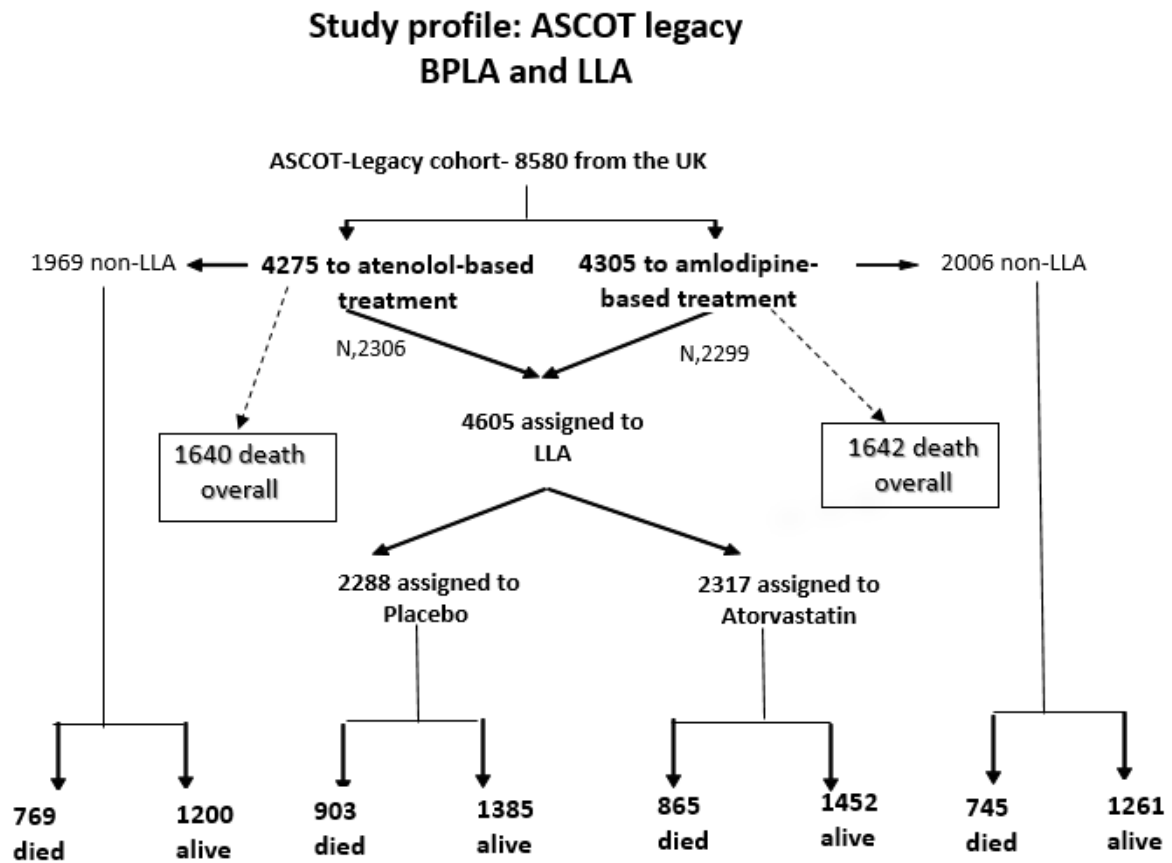 Study profile: ASCOT legacy
BPLA and LLA
ASCOT-Legacy cohort- 8580 from the UK
1969 non-LLA
4275 to atenolol-based
treatment
4305 to amlodipine-
based treatment
2006 non-LLA
N,2306
N,2299
4605 assigned to
LLA
1640 death
overall
1642 death
overall
2288 assigned to
Placebo
2317 assigned to
Atorvastatin
769
died
1200
alive
903
died
1385
alive
865
died
1452
alive
745
died
1261
alive